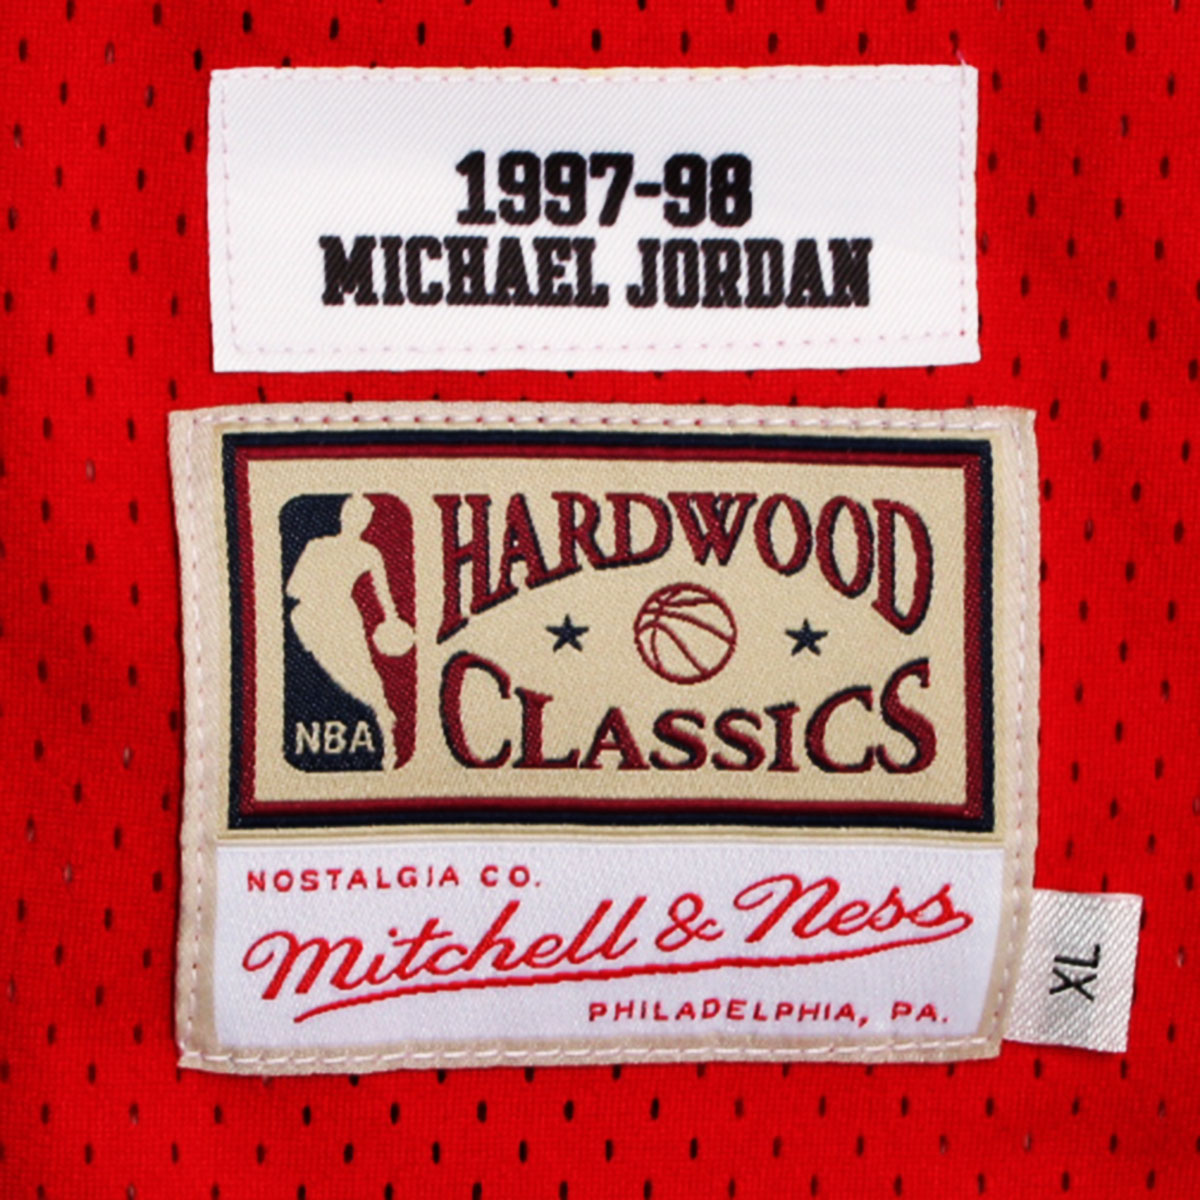 1997-98
MICHAEL JORDAN
HARDWOOD
CLASSICS
NBA
NOSTALGIA CO.
Mitchell & Ness
PHILADELPHIA, PA.
XL